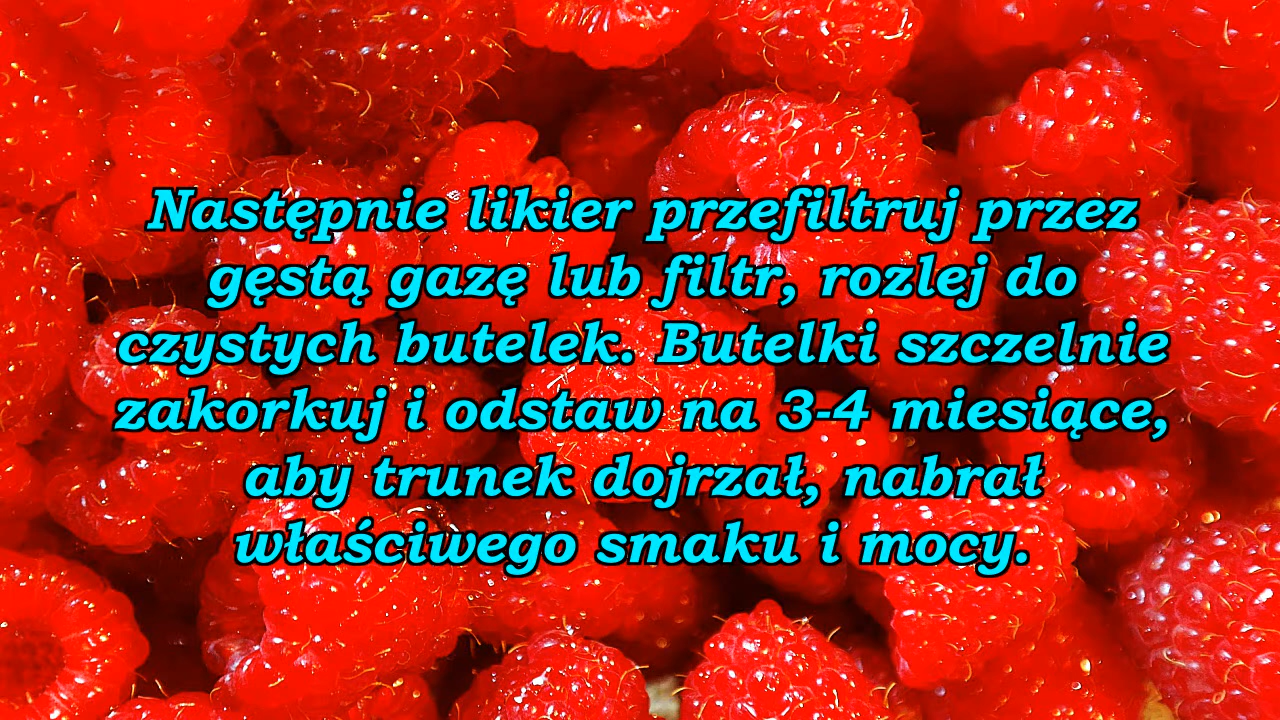 Następnie likier przefiltruj przez
gęstą gazę lub filtr, rozlej do
czystych butelek. Butelki szczelnie
zakorkuj i odstaw na 3-4 miesiące,
aby trunek dojrzał, nabrał
właściwego smaku i mocy.